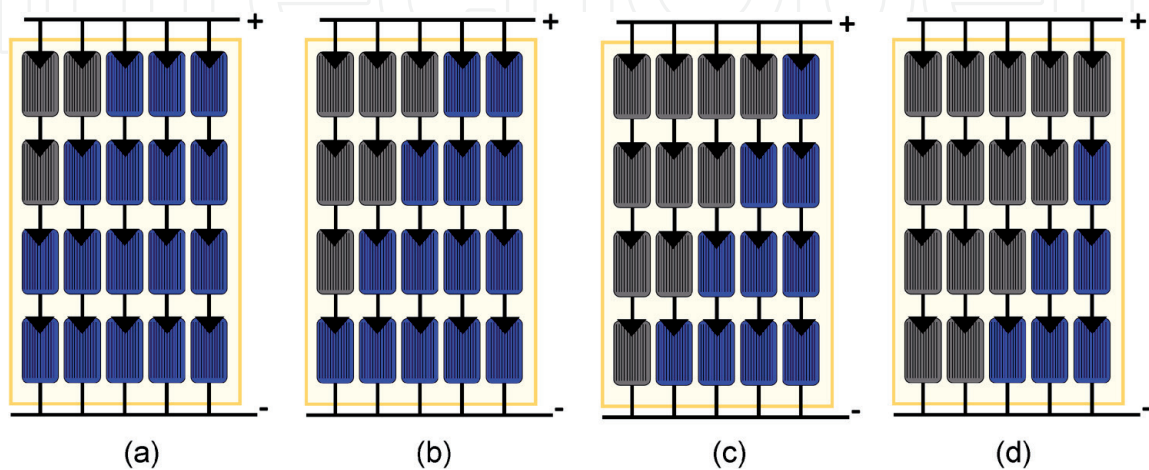 + + + +
- - - -
(a) (b) (c) (d)